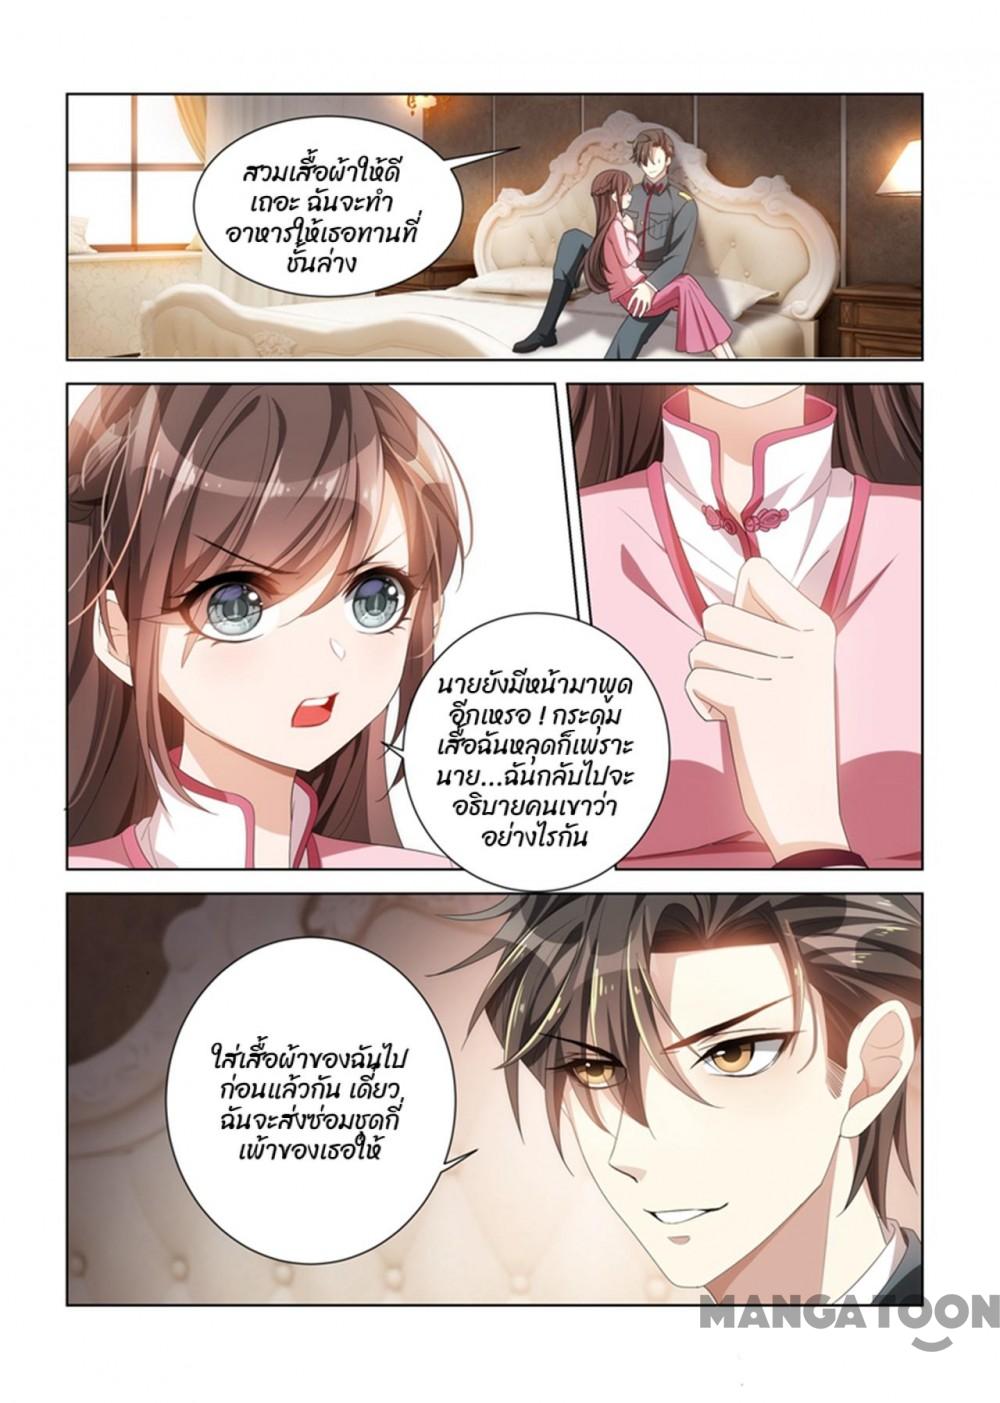 สวมเสื้อผ้าให้ดี
เถอะ ฉันจะทำ
อาหารให้เธอทานที่
ชั้นล่าง
นายยังมีหน้ามาพูด
อีกเหรอ ! กระดุม
เสื้อฉันหลุดก็เพราะ
นาย...ฉันกลับไปจะ
อธิบายคนเขาว่า
อย่างไรกัน
ใส่เสื้อผ้าของฉันไป
ก่อนแล้วกัน เดี๋ยว
ฉันจะส่งซ่อมชุดกี่
เพ้าของเธอให้
MANGATOON